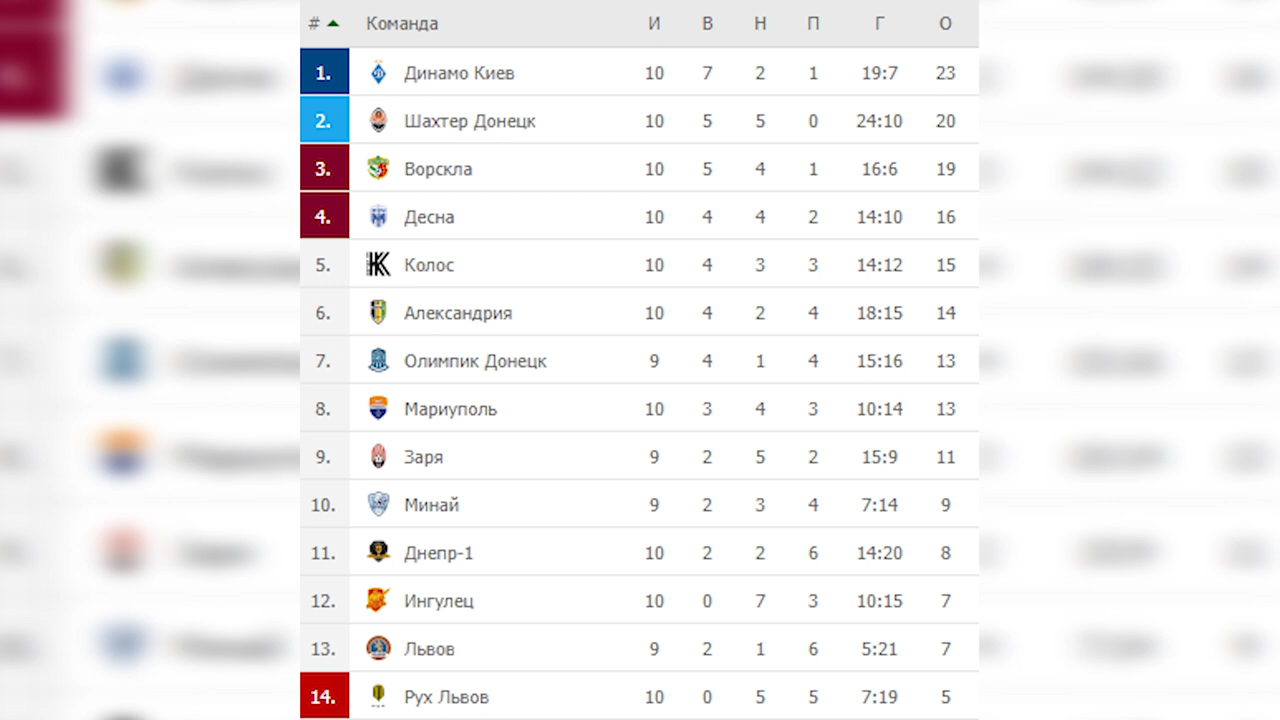 # Команда И В Н П Г О
1. Динамо Киев 10 7 2 1 19:7 23
2. Шахтер Донецк 10 5 5 0 24:10 20
3. Ворскла 10 5 4 1 16:6 19
4. Десна 10 4 4 2 14:10 16
5. Колос 10 4 3 3 14:12 15
6. Александрия 10 4 2 4 18:15 14
7. Олимпик Донецк 9 4 1 4 15:16 13
8. Мариуполь 10 3 4 3 10:14 13
9. Заря 9 2 5 2 15:9 11
10. Минай 9 2 3 4 7:14 9
11. Днепр-1 10 2 2 6 14:20 8
12. Ингулец 10 0 7 3 10:15 7
13. Львов 9 2 1 6 5:21 7
14. Рух Львов 10 0 5 5 7:19 5